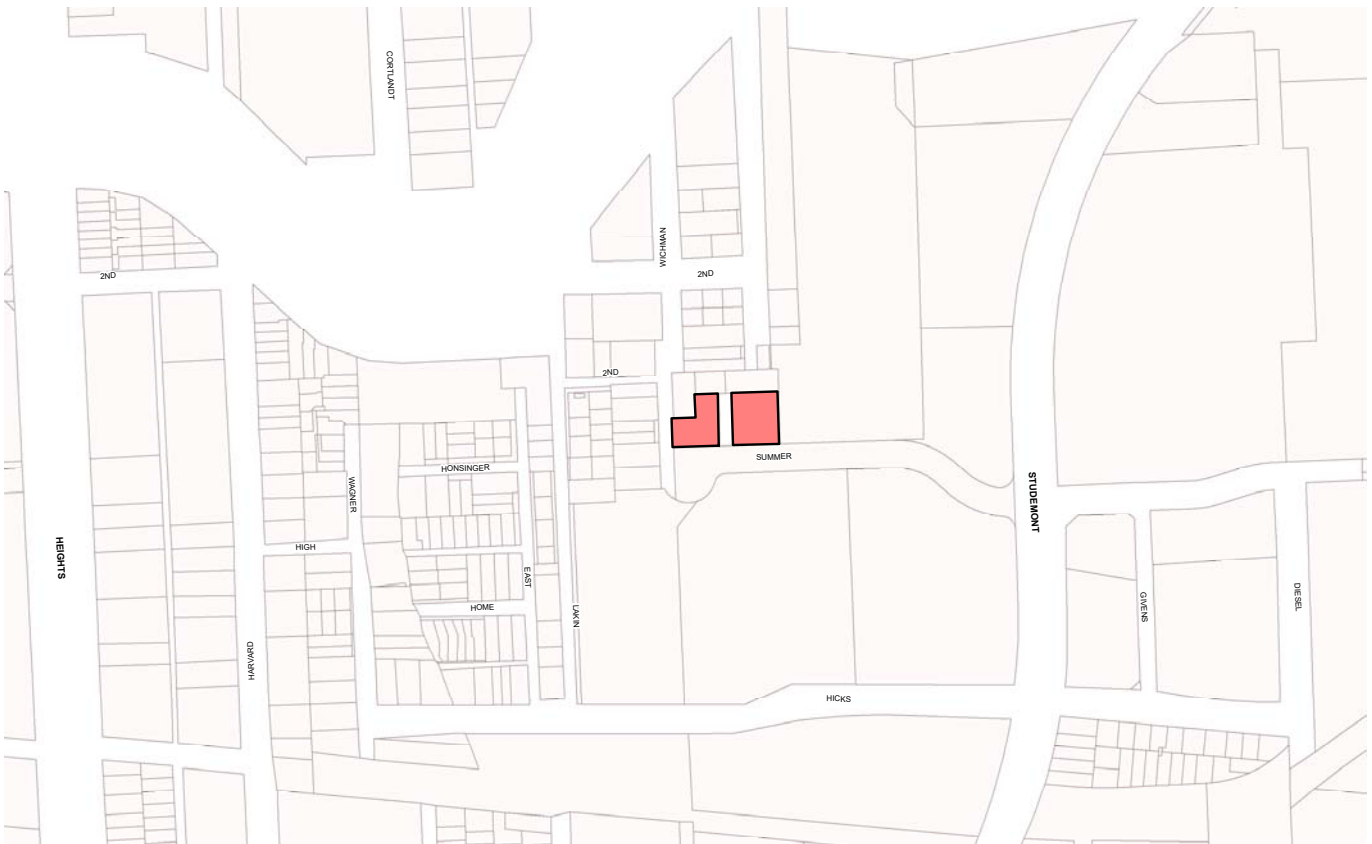 CORTLANDT
WICHMAN
2ND
2ND
2ND
SUMMER
HONSINGER
WAGNER
STUDEMONT
HEIGHTS
HIGH
EAST
HOME
LAKIN
GIVENS
DIESEL
HARVARD
HICKS